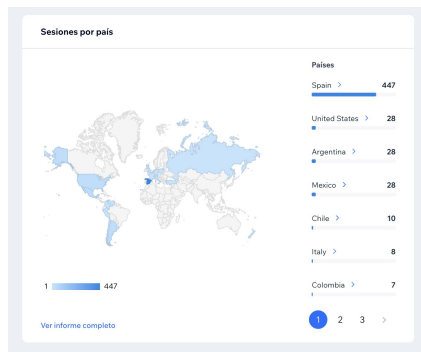 Sesiones por país
Países
Spain > 447
United States > 28
Argentina > 28
Mexico > 28
Chile > 10
Italy > 8
Colombia > 7
1 447
Ver informe completo
1 2 3 >